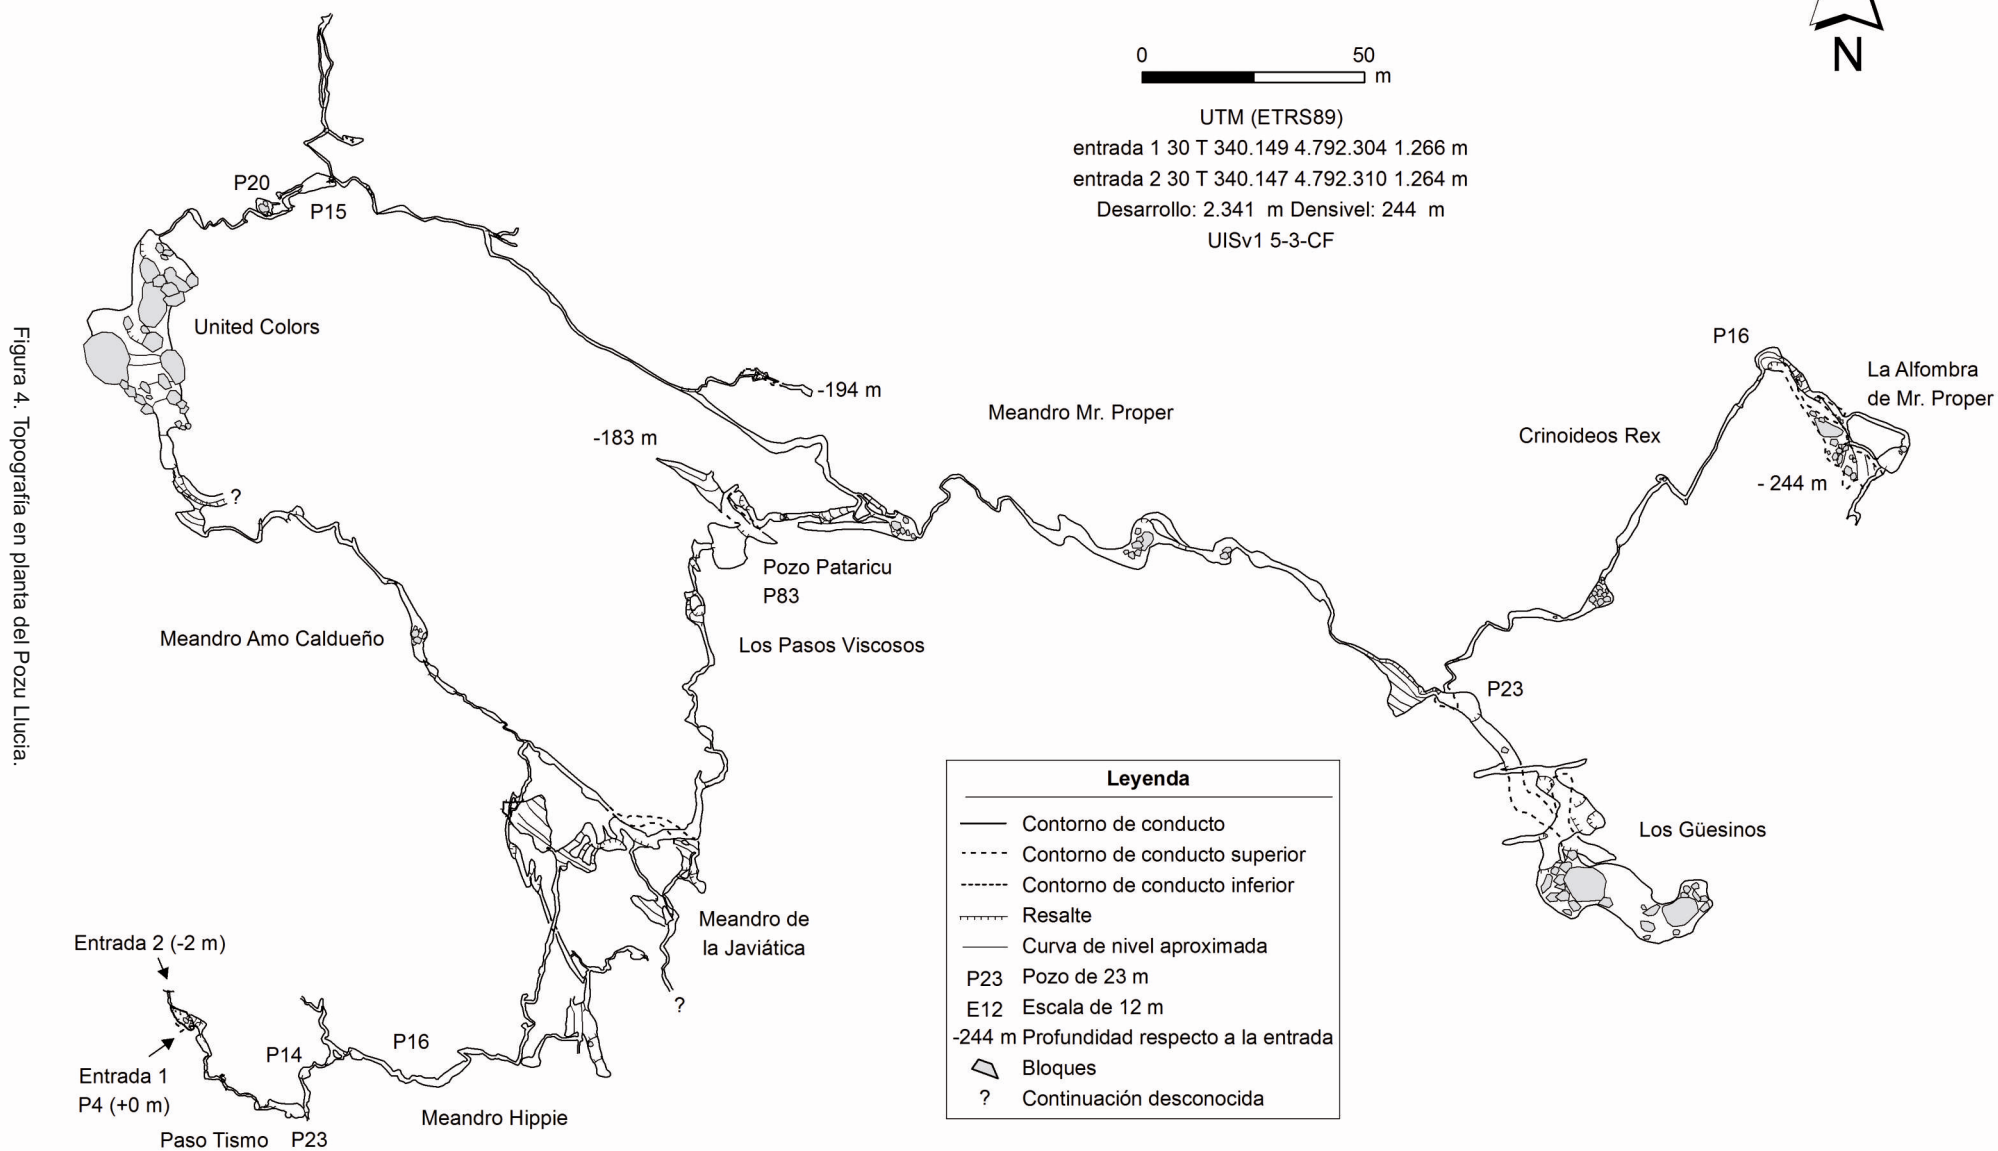 N
0 50
m
UTM (ETRS89)
entrada 1 30 T 340.149 4.792.304 1.266 m
entrada 2 30 T 340.147 4.792.310 1.264 m
Desarrollo: 2.341 m Densivel: 244 m
UISv1 5-3-CF
P20
P15
United Colors
-194 m
-183 m
Meandro Mr. Proper
P16
La Alfombra
de Mr. Proper
Crinoideos Rex
- 244 m
?
Pozo Pataricu
P83
Meandro Amo Caldueño
Los Pasos Viscosos
P23
Los Güesinos
Meandro de
la Javiática
?
Entrada 2 (-2 m)
P14
P16
Entrada 1
P4 (+0 m)
Meandro Hippie
Paso Tismo P23
Leyenda
Contorno de conducto
Contorno de conducto superior
Contorno de conducto inferior
Resalte
Curva de nivel aproximada
P23 Pozo de 23 m
E12 Escala de 12 m
-244 m Profundidad respecto a la entrada
Bloques
? Continuación desconocida
Figura 4. Topografía en planta del Pozu Llucia.